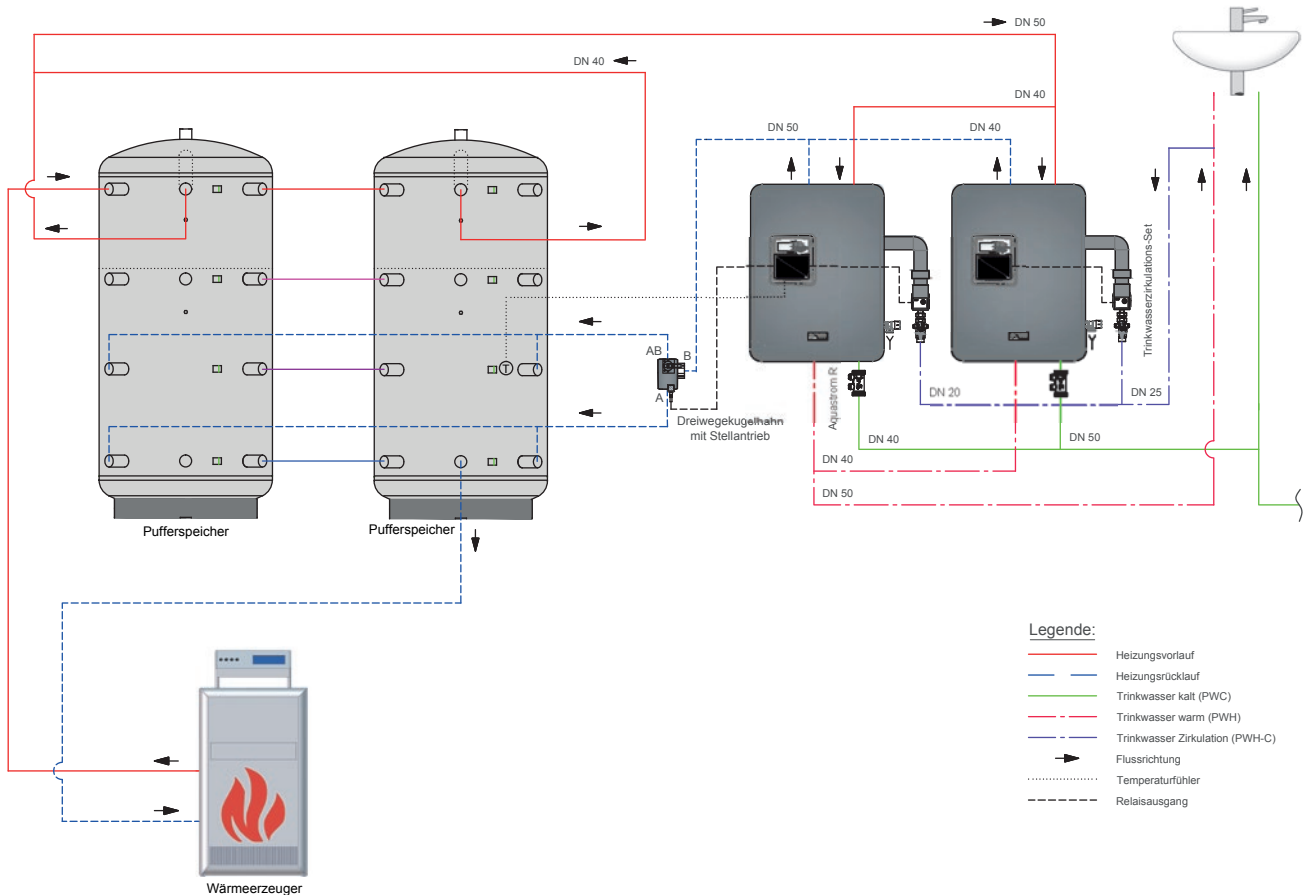 DN 50
DN 40
DN 40
DN 50
DN 40
Trinkwasserzirkulations-Set
AB
B
T
A
Dreiwegekugelhahn
mit Stellantrieb
Aquastrom R
DN 20
DN 25
DN 40
DN 50
DN 40
DN 50
Pufferspeicher
Pufferspeicher
Wärmeerzeuger
Legende:
Heizungsvorlauf
Heizungsrücklauf
Trinkwasser kalt (PWC)
Trinkwasser warm (PWH)
Trinkwasser Zirkulation (PWH-C)
Flussrichtung
Temperaturfühler
Relaisausgang